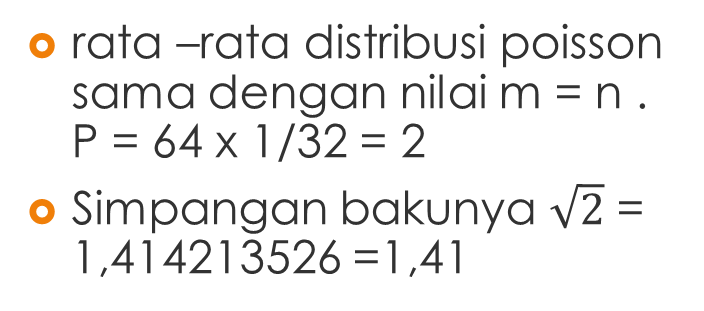 rata –rata distribusi poisson
sama dengan nilai m = n .
P = 64 x 1/32 = 2
Simpangan bakunya √2 =
1,414213526 =1,41